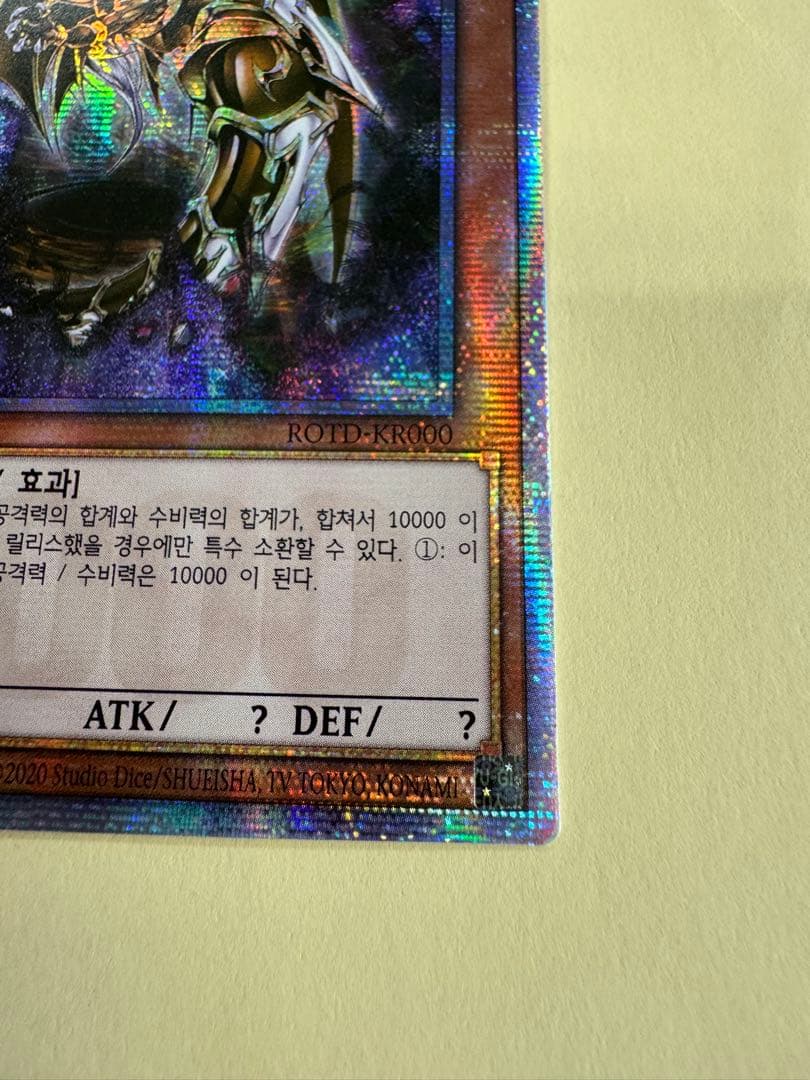 ROTD-KR000
/ 효과]
공격력의 합계와 수비력의 합계가, 합쳐서 10000 이
릴리스했을 경우에만 특수 소환할 수 있다. ①: 이
공격력 / 수비력은 10000 이 된다.
ATK/ ? DEF/ ?
©2020 Studio Dice/SHUEISHA, TV TOKYO, KONAMI